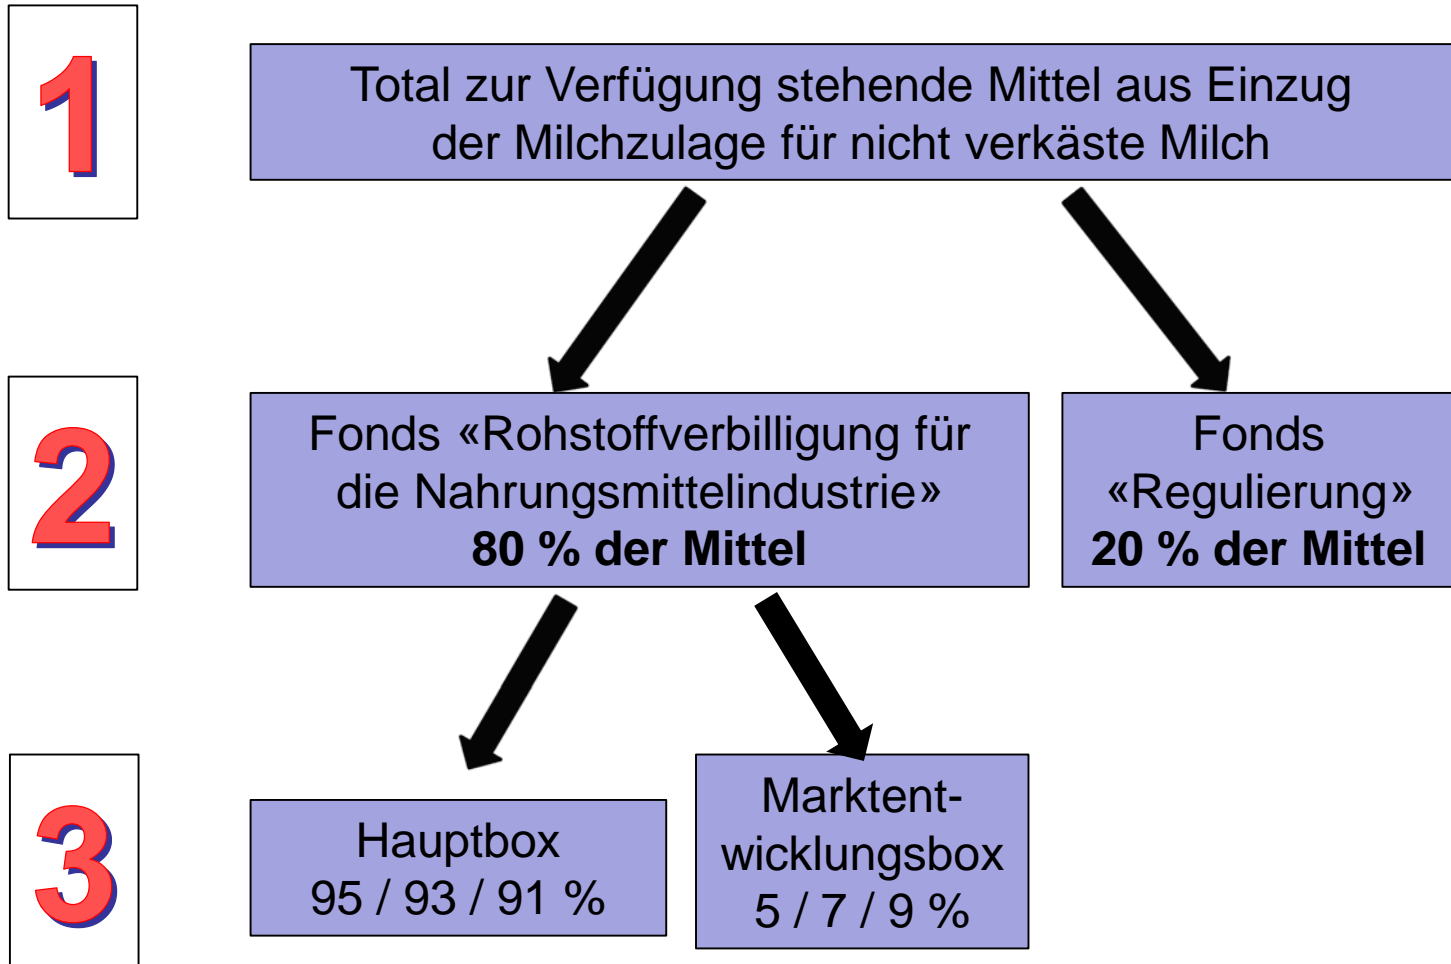 1
Total zur Verfügung stehende Mittel aus Einzug
der Milchzulage für nicht verkäste Milch
2
Fonds «Rohstoffverbilligung für
die Nahrungsmittelindustrie»
80 % der Mittel
Fonds
«Regulierung»
20 % der Mittel
3
Hauptbox
95 / 93 / 91 %
Marktent-
wicklungsbox
5 / 7 / 9 %